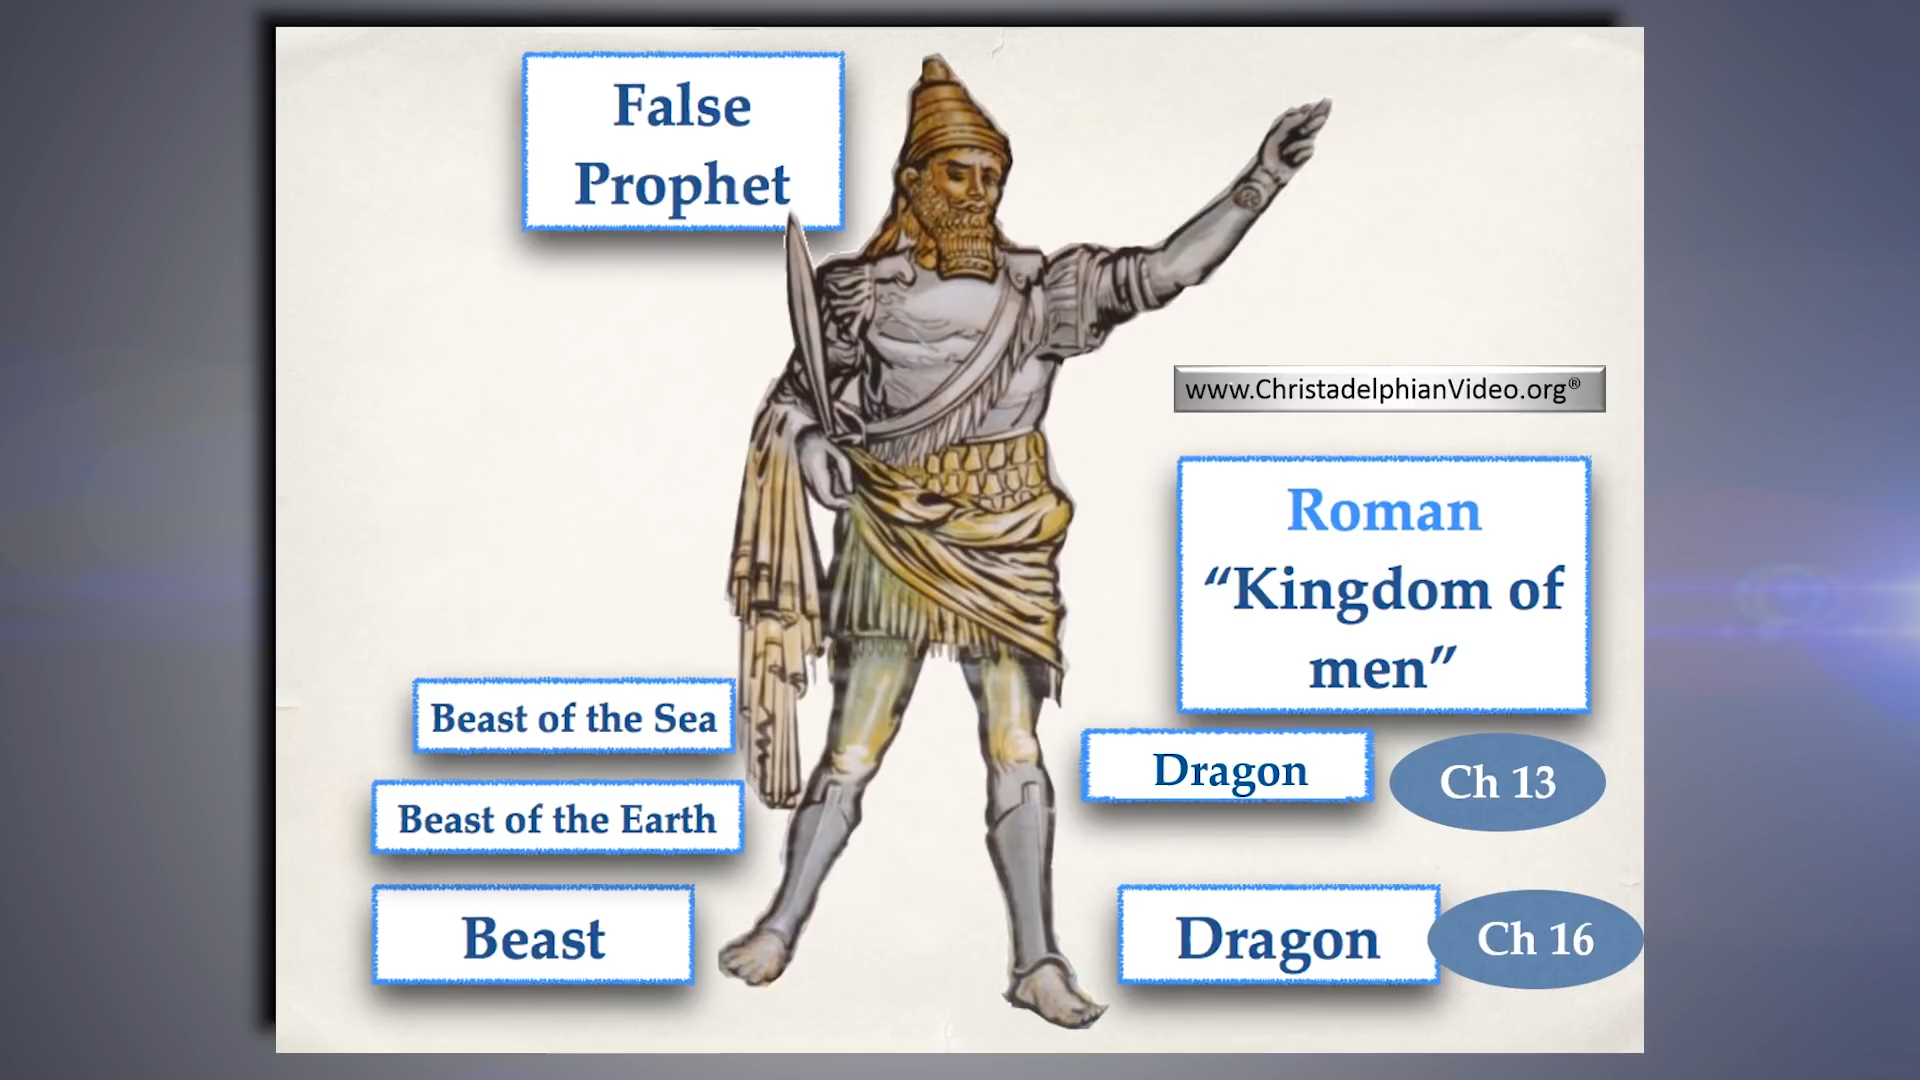 False
Prophet
www.ChristadelphianVideo.org®
Roman
“Kingdom of
men”
Beast of the Sea
Dragon
Ch 13
Beast of the Earth
Beast
Dragon
Ch 16